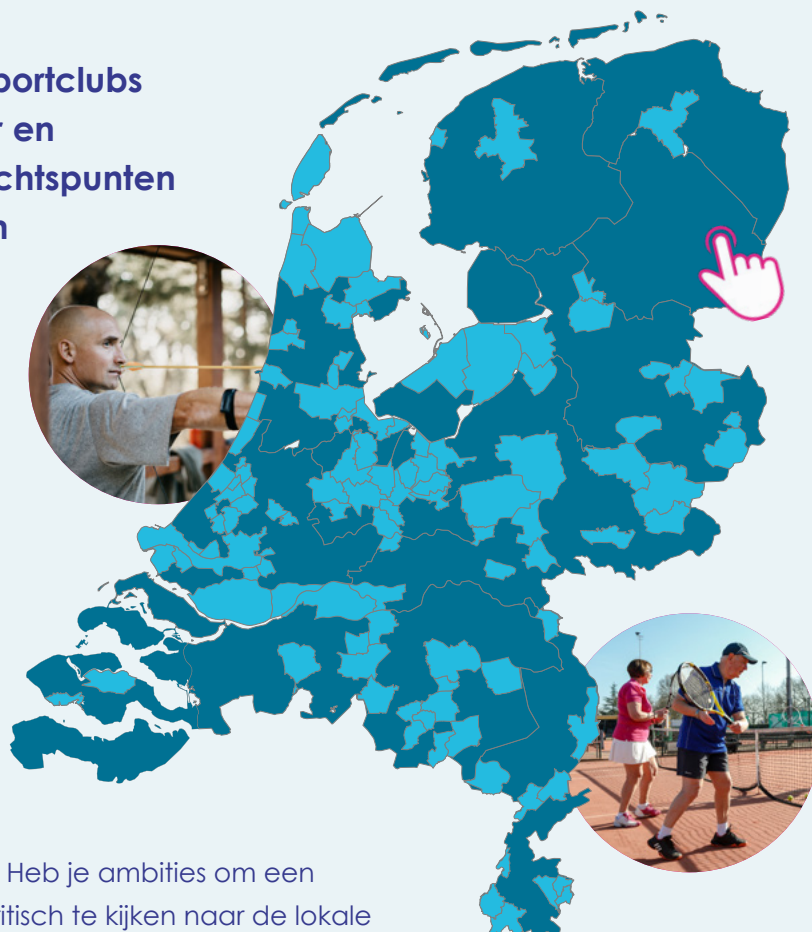 portclubs
r en
chtspunten
n
Heb je ambities om een
itisch te kijken naar de lokale